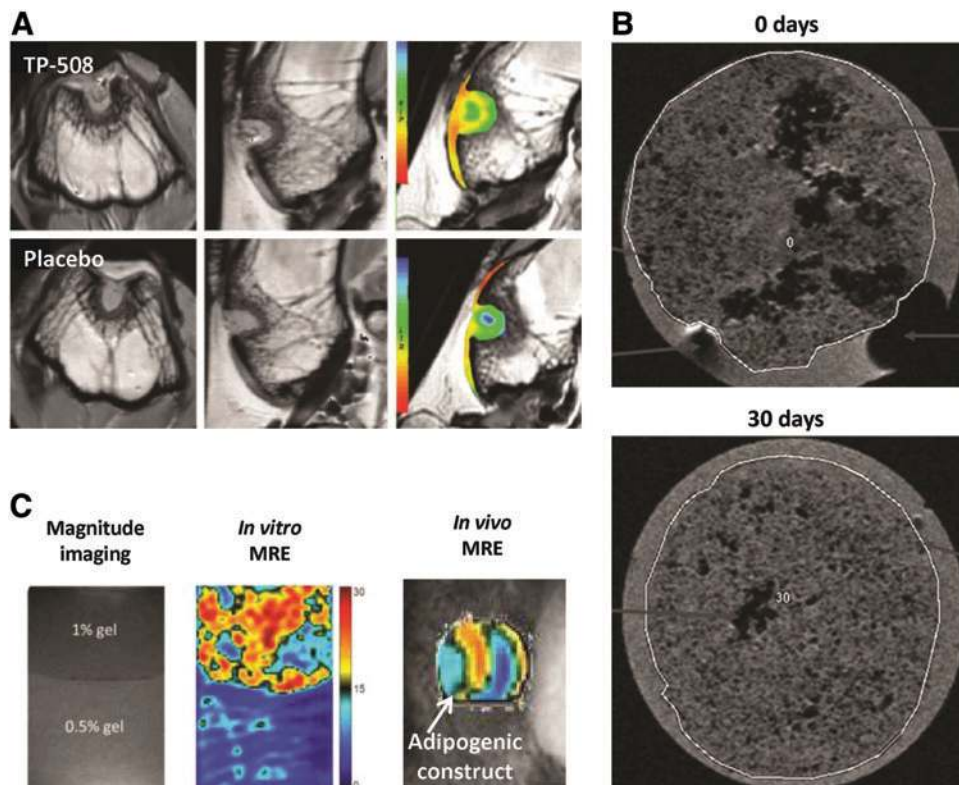 A
TP-508
Placebo
B
0 days
0
30 days
30
C
Magnitude
imaging
1% gel
0.5% gel
In vitro
MRE
30
15
0
In vivo
MRE
Adipogenic
construct